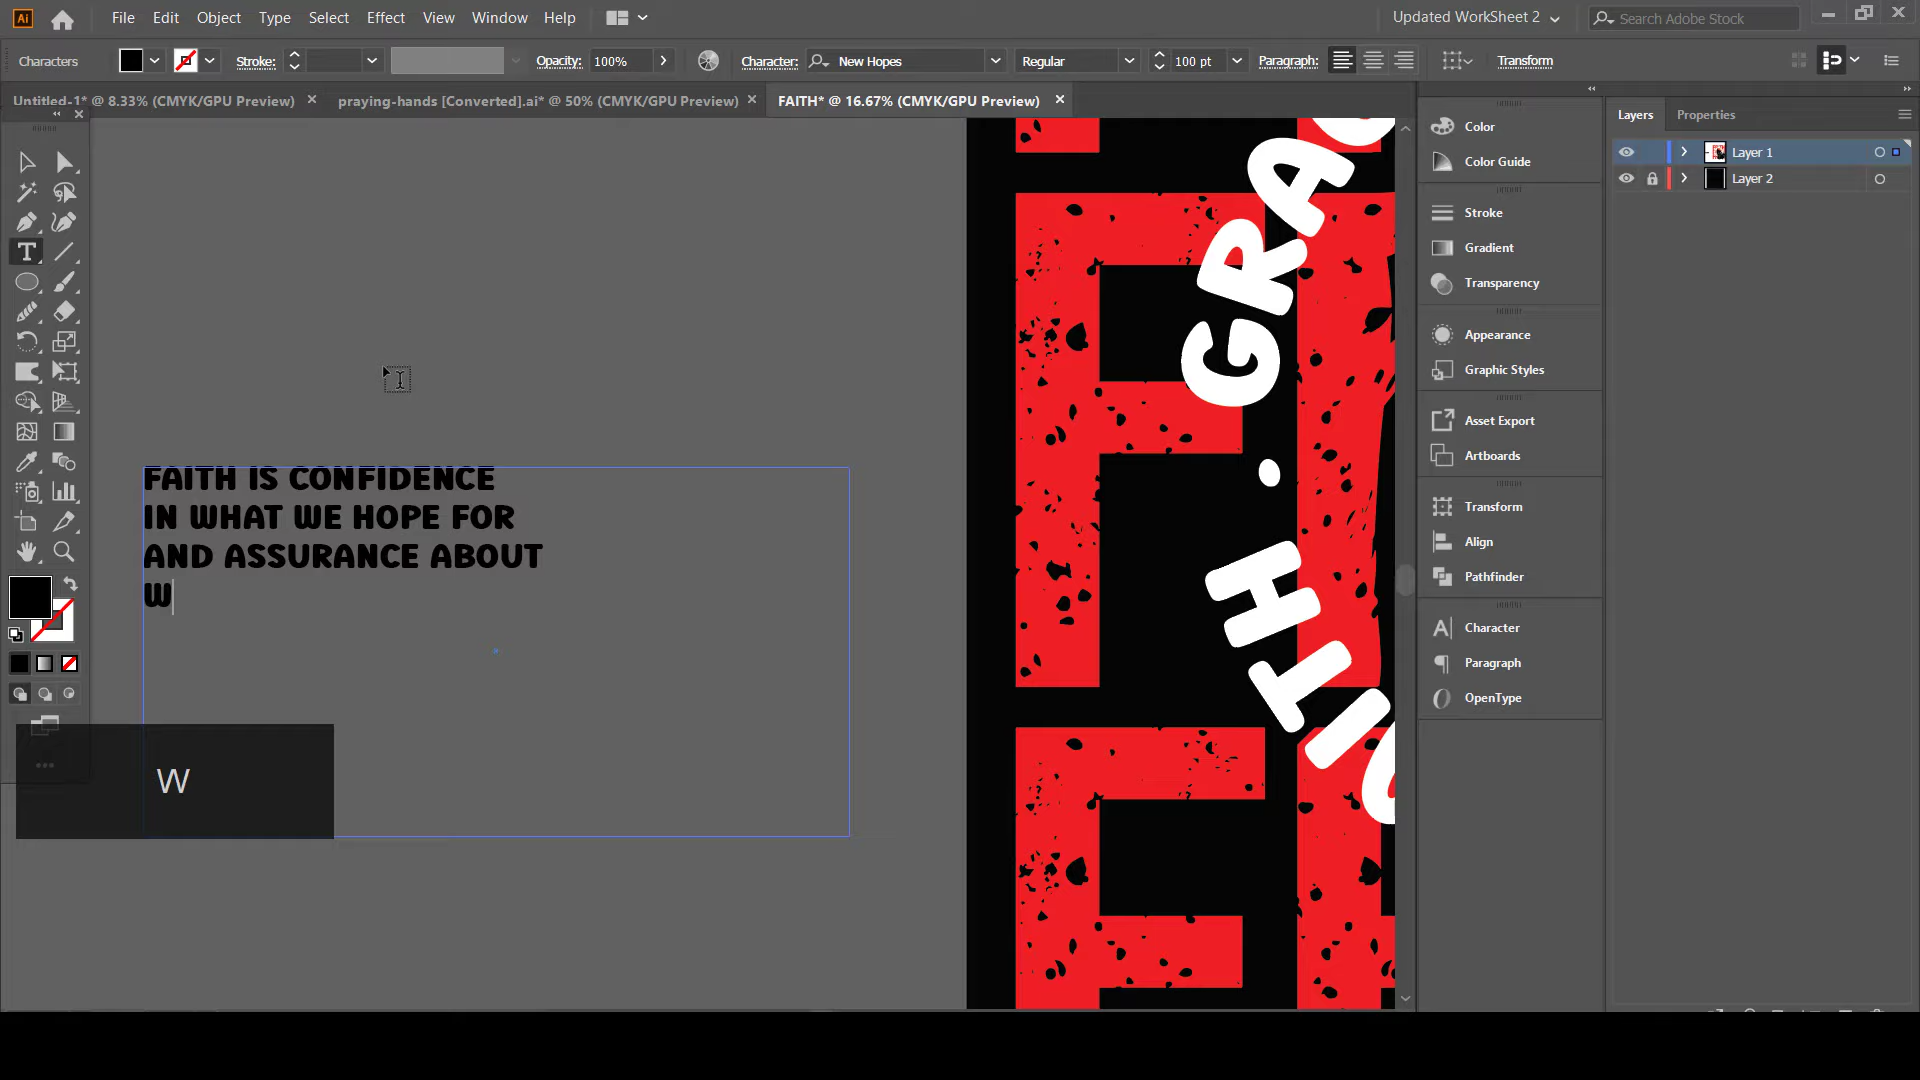 Ai File Edit Object Type Select Effect View Window Help Updated WorkSheet 2 Search Adobe Stock
Characters Stroke: Opacity: 100% Character: New Hopes Regular 100 pt Paragraph: Transform
Untitled-1* @ 8.33% (CMYK/GPU Preview) praying-hands [Converted].ai* @ 50% (CMYK/GPU Preview) FAITH* @ 16.67% (CMYK/GPU Preview)
Layers Properties
Layer 1
Layer 2
Color
Color Guide
Stroke
Gradient
Transparency
Appearance
Graphic Styles
Asset Export
Artboards
Transform
Align
Pathfinder
Character
Paragraph
OpenType
FAITH IS CONFIDENCE
IN WHAT WE HOPE FOR
AND ASSURANCE ABOUT
W
W
F
F
ITH . GRA